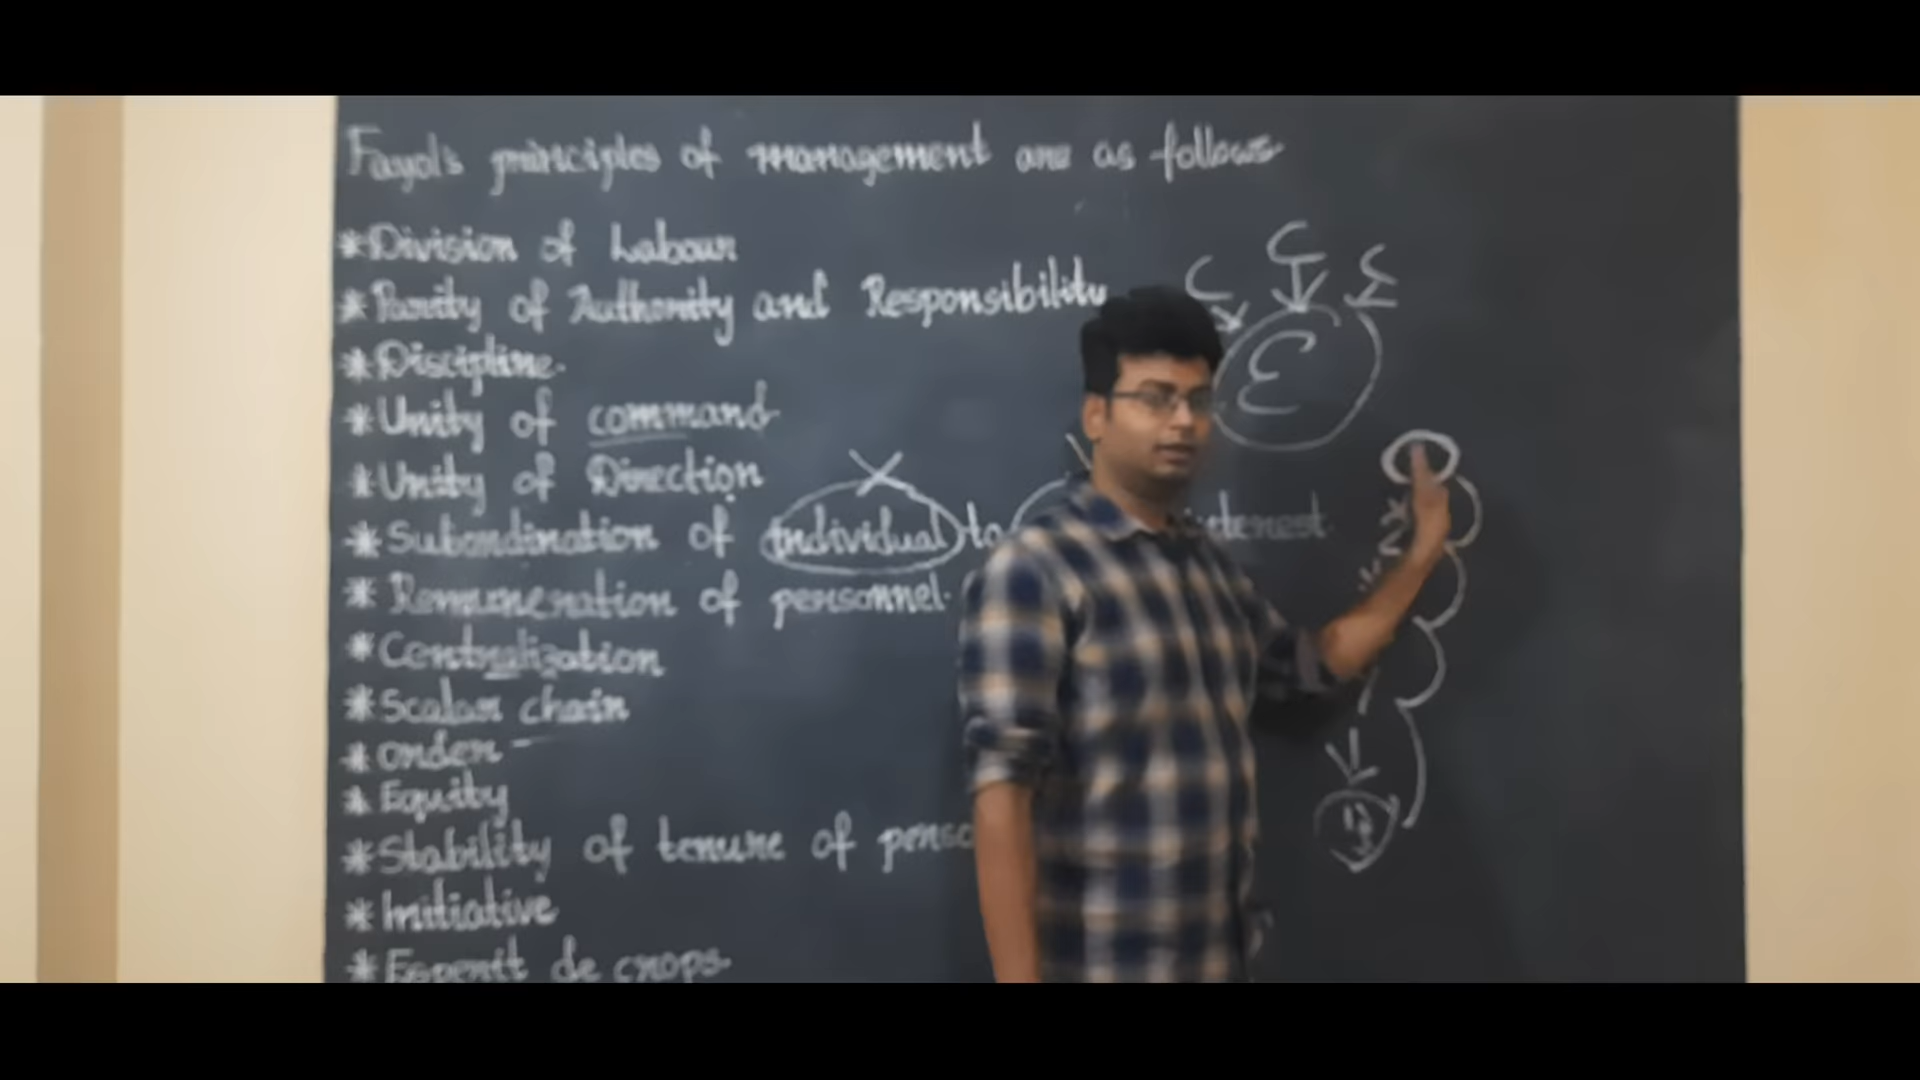 Fayol's principles of management are as follows
*Division of Labour
*Parity of Authority and Responsibility
*Discipline.
*Unity of command
*Unity of Direction
*Subordination of individual to interest.
*Remuneration of personnel.
*Centralization
*Scalar chain
*order
*Equity
*Stability of tenure of perso
*Initiative
*Esperit de crops.
E